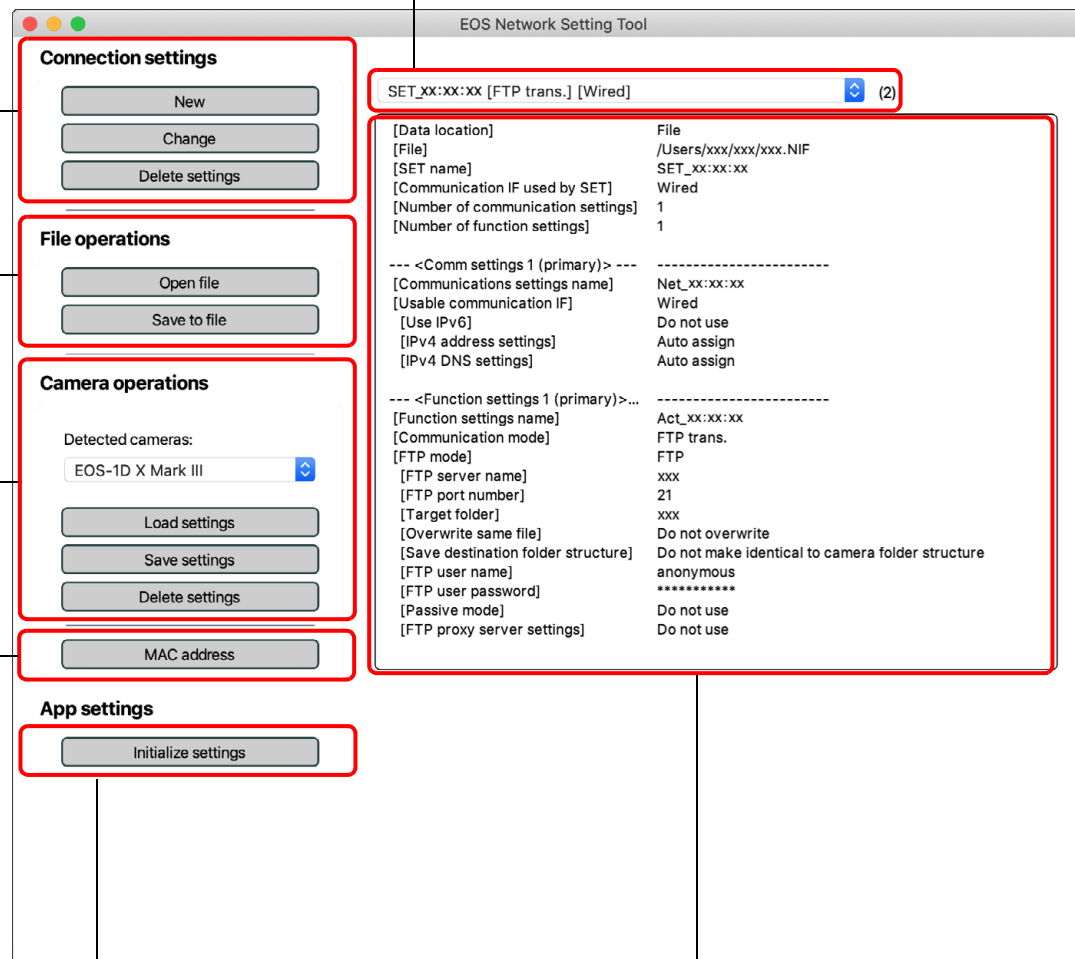 EOS Network Setting Tool
Connection settings
New
Change
Delete settings
File operations
Open file
Save to file
Camera operations
Detected cameras:
EOS-1D X Mark III
Load settings
Save settings
Delete settings
MAC address
App settings
Initialize settings
SET_xx:xx:xx [FTP trans.] [Wired] (2)
[Data location] File
[File] /Users/xxx/xxx/xxx.NIF
[SET name] SET_xx:xx:xx
[Communication IF used by SET] Wired
[Number of communication settings] 1
[Number of function settings] 1
--- <Comm settings 1 (primary)> --- ------------------------
[Communications settings name] Net_xx:xx:xx
[Usable communication IF] Wired
[Use IPv6] Do not use
[IPv4 address settings] Auto assign
[IPv4 DNS settings] Auto assign
--- <Function settings 1 (primary)>... ------------------------
[Function settings name] Act_xx:xx:xx
[Communication mode] FTP trans.
[FTP mode] FTP
[FTP server name] xxx
[FTP port number] 21
[Target folder] xxx
[Overwrite same file] Do not overwrite
[Save destination folder structure] Do not make identical to camera folder structure
[FTP user name] anonymous
[FTP user password] ***********
[Passive mode] Do not use
[FTP proxy server settings] Do not use